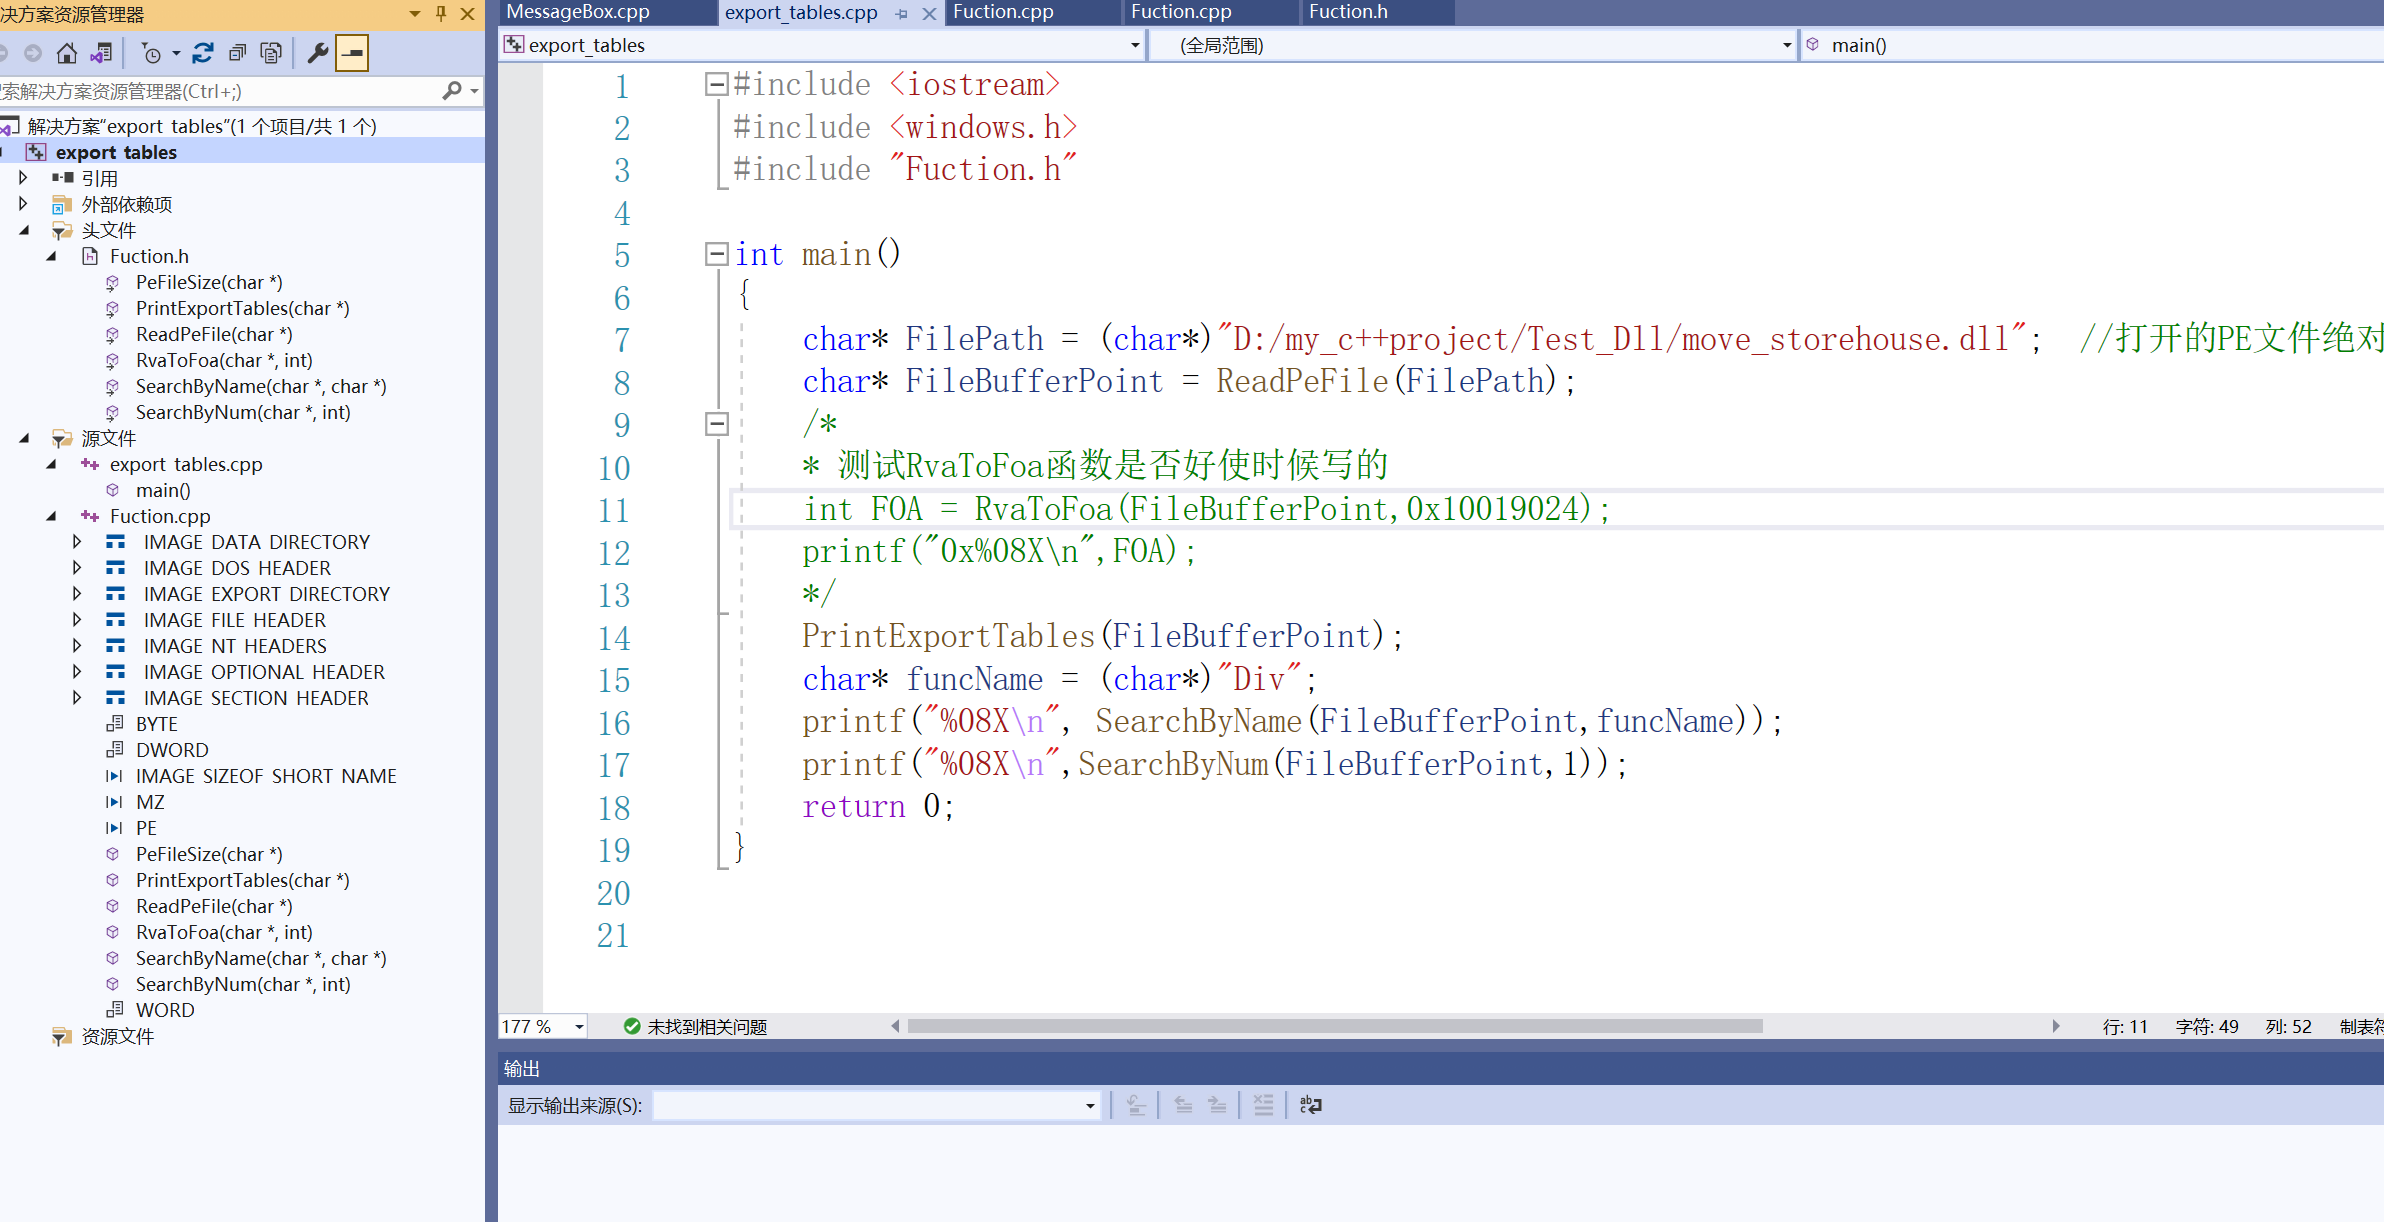 决方案资源管理器
索解决方案资源管理器(Ctrl+;)
解决方案"export tables"(1 个项目/共 1 个)
export tables
引用
外部依赖项
头文件
Fuction.h
PeFileSize(char *)
PrintExportTables(char *)
ReadPeFile(char *)
RvaToFoa(char *, int)
SearchByName(char *, char *)
SearchByNum(char *, int)
源文件
export tables.cpp
main()
Fuction.cpp
IMAGE DATA DIRECTORY
IMAGE DOS HEADER
IMAGE EXPORT DIRECTORY
IMAGE FILE HEADER
IMAGE NT HEADERS
IMAGE OPTIONAL HEADER
IMAGE SECTION HEADER
BYTE
DWORD
IMAGE SIZEOF SHORT NAME
MZ
PE
PeFileSize(char *)
PrintExportTables(char *)
ReadPeFile(char *)
RvaToFoa(char *, int)
SearchByName(char *, char *)
SearchByNum(char *, int)
WORD
资源文件
MessageBox.cpp export_tables.cpp Fuction.cpp Fuction.cpp Fuction.h
export_tables (全局范围) main()
1 #include <iostream>
2 #include <windows.h>
3 #include "Fuction.h"
4
5 int main()
6 {
7 char* FilePath = (char*)"D:/my_c++project/Test_Dll/move_storehouse.dll"; //打开的PE文件绝对
8 char* FileBufferPoint = ReadPeFile(FilePath);
9 /*
10 * 测试RvaToFoa函数是否好使时候写的
11 int FOA = RvaToFoa(FileBufferPoint,0x10019024);
12 printf("0x%08X\n",FOA);
13 */
14 PrintExportTables(FileBufferPoint);
15 char* funcName = (char*)"Div";
16 printf("%08X\n", SearchByName(FileBufferPoint,funcName));
17 printf("%08X\n",SearchByNum(FileBufferPoint,1));
18 return 0;
19 }
20
21
177 % 未找到相关问题 行: 11 字符: 49 列: 52 制表符
输出
显示输出来源(S):